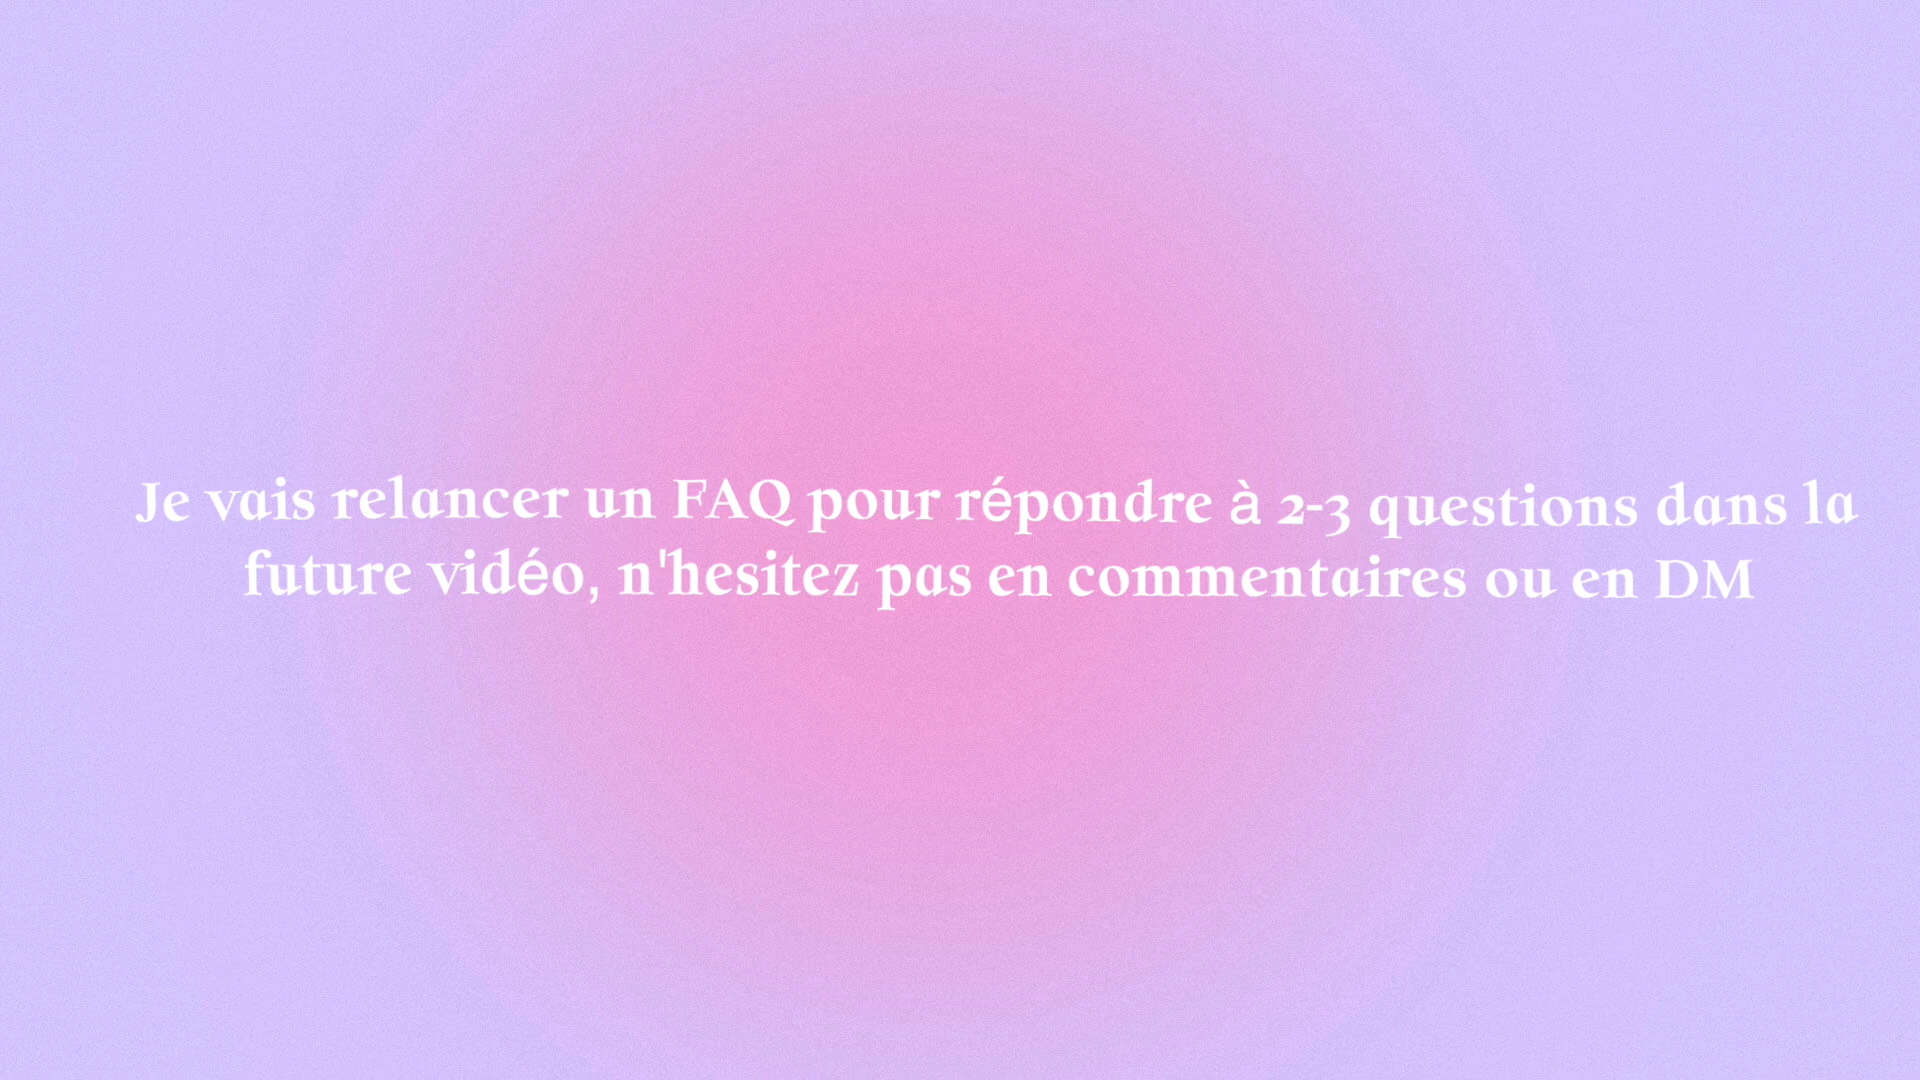 Je vais relancer un FAQ pour répondre à 2-3 questions dans la
future vidéo, n'hesitez pas en commentaires ou en DM